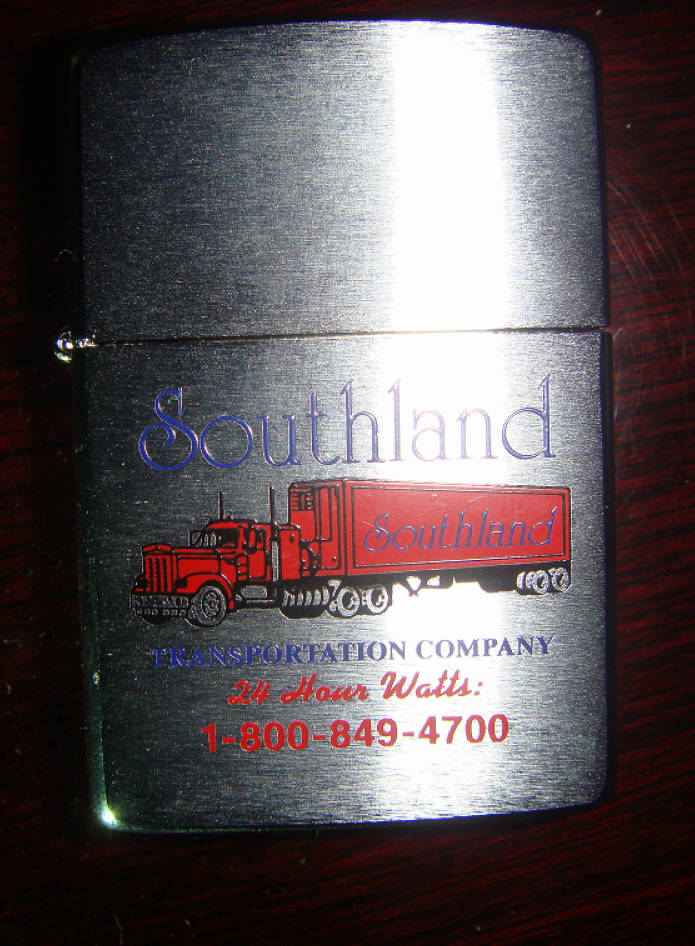 Southland
Southland
TRANSPORTATION COMPANY
24 Hour Watts:
1-800-849-4700